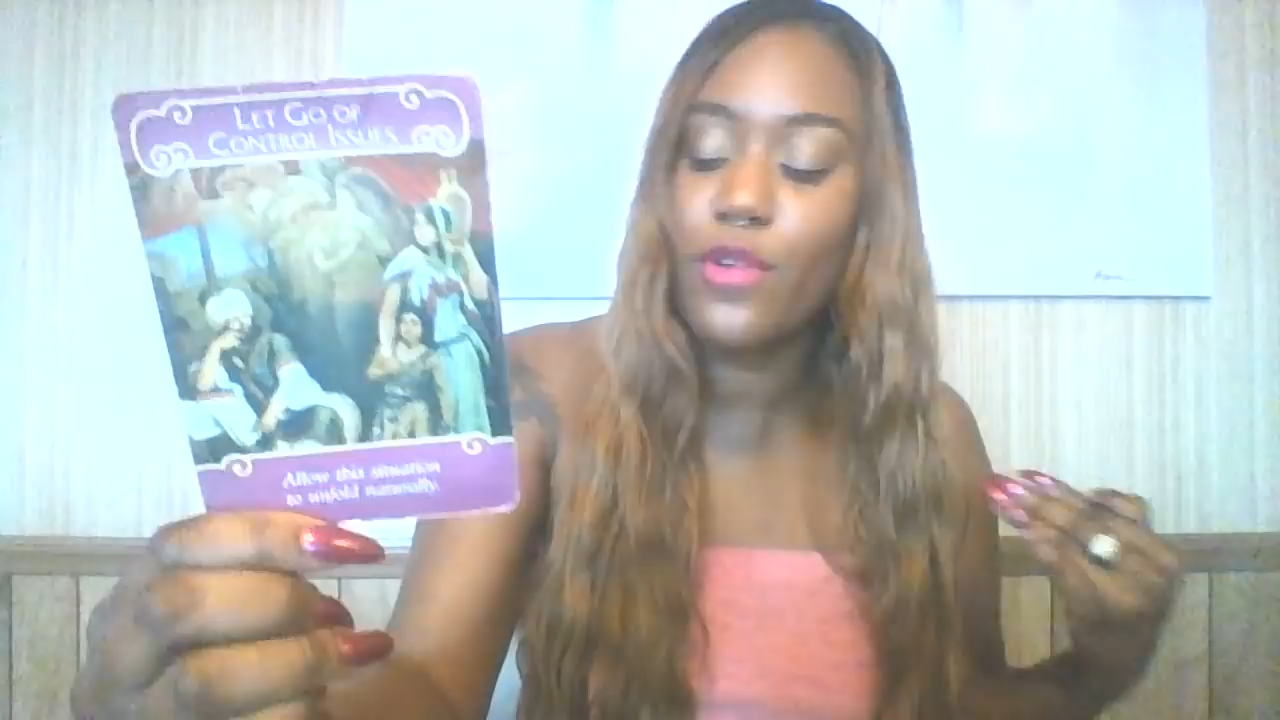 LET GO OF
CONTROL ISSUES
Allow this situation
to unfold naturally.